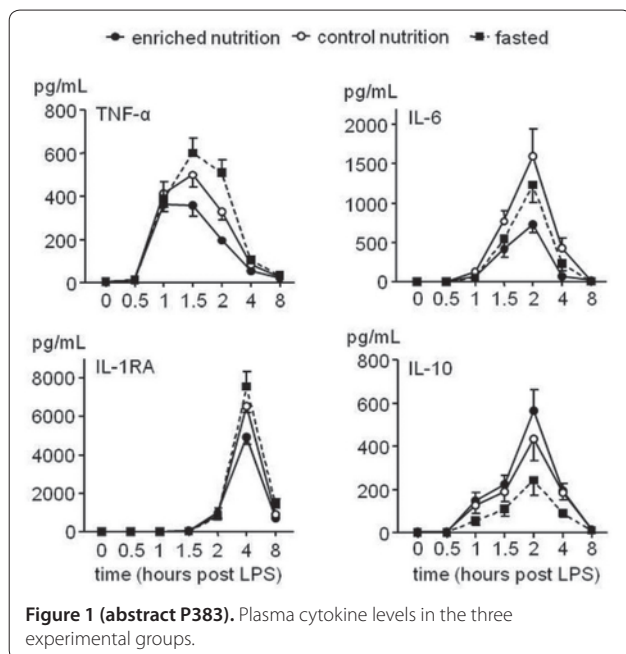 enriched nutrition control nutrition fasted
pg/mL
TNF-α
800
600
400
200
0
0 0.5 1 1.5 2 4 8
pg/mL
IL-6
2000
1500
1000
500
0
0 0.5 1 1.5 2 4 8
pg/mL
IL-1RA
8000
6000
4000
2000
0
0 0.5 1 1.5 2 4 8
time (hours post LPS)
pg/mL
IL-10
800
600
400
200
0
0 0.5 1 1.5 2 4 8
time (hours post LPS)
Figure 1 (abstract P383). Plasma cytokine levels in the three
experimental groups.